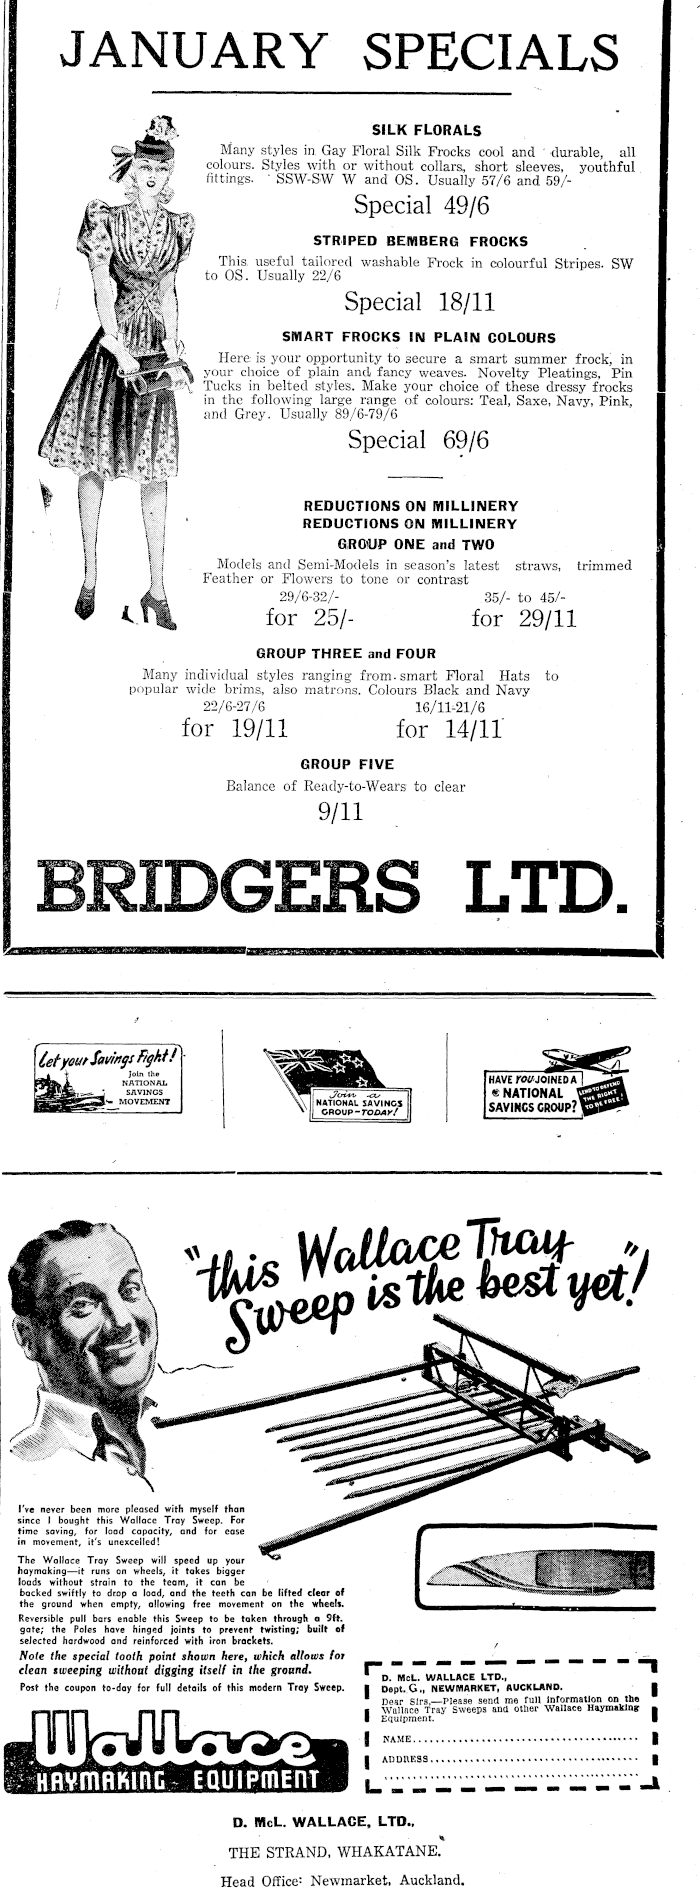 JANUARY SPECIALS
SILK FLORALS
Many styles in Gay Floral Silk Frocks cool and durable, all
colours. Styles with or without collars, short sleeves, youthful
fittings. SSW-SW W and OS. Usually 57/6 and 59/-
Special 49/6
STRIPED BEMBERG FROCKS
This useful tailored washable Frock in colourful Stripes. SW
to OS. Usually 22/6
Special 18/11
SMART FROCKS IN PLAIN COLOURS
Here is your opportunity to secure a smart summer frock, in
your choice of plain and fancy weaves. Novelty Pleatings, Pin
Tucks in belted styles. Make your choice of these dressy frocks
in the following large range of colours: Teal, Saxe, Navy, Pink,
and Grey. Usually 89/6-79/6
Special 69/6
REDUCTIONS ON MILLINERY
REDUCTIONS ON MILLINERY
GROUP ONE and TWO
Models and Semi-Models in season's latest straws, trimmed
Feather or Flowers to tone or contrast
29/6-32/- 35/- to 45/-
for 25/- for 29/11
GROUP THREE and FOUR
Many individual styles ranging from smart Floral Hats to
popular wide brims, also matrons. Colours Black and Navy
22/6-27/6 16/11-21/6
for 19/11 for 14/11
GROUP FIVE
Balance of Ready-to-Wears to clear
9/11
BRIDGERS LTD.
Let your Savings Fight!
Join the
NATIONAL
SAVINGS
MOVEMENT
Join a
NATIONAL SAVINGS
GROUP-TODAY!
HAVE YOU JOINED A
NATIONAL
SAVINGS GROUP?
LEND TO DEFEND
THE RIGHT
TO BE FREE!
"this Wallace Tray
Sweep is the best yet"!
I've never been more pleased with myself than
since I bought this Wallace Tray Sweep. For
time saving, for load capacity, and for ease
in movement, it's unexcelled!
The Wallace Tray Sweep will speed up your
haymaking—it runs on wheels, it takes bigger
loads without strain to the team, it can be
backed swiftly to drop a load, and the teeth can be lifted clear of
the ground when empty, allowing free movement on the wheels.
Reversible pull bars enable this Sweep to be taken through a 9ft.
gate; the Poles have hinged joints to prevent twisting; built of
selected hardwood and reinforced with iron brackets.
Note the special tooth point shown here, which allows for
clean sweeping without digging itself in the ground.
Post the coupon to-day for full details of this modern Tray Sweep.
Wallace
HAYMAKING EQUIPMENT
D. McL. WALLACE LTD.,
Dept. G., NEWMARKET, AUCKLAND.
Dear Sirs,—Please send me full information on the
Wallace Tray Sweeps and other Wallace Haymaking
Equipment.
NAME
ADDRESS
D. McL. WALLACE, LTD.,
THE STRAND, WHAKATANE.
Head Office: Newmarket, Auckland.